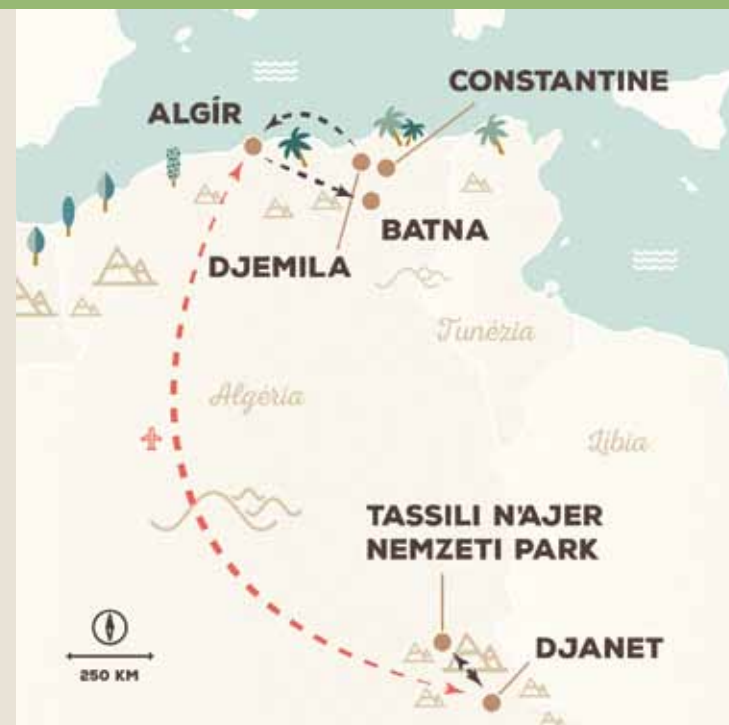 CONSTANTINE
ALGÍR
BATNA
DJEMILA
Tunézia
Algéria
Líbia
TASSILI N'AJER
NEMZETI PARK
DJANET
250 KM